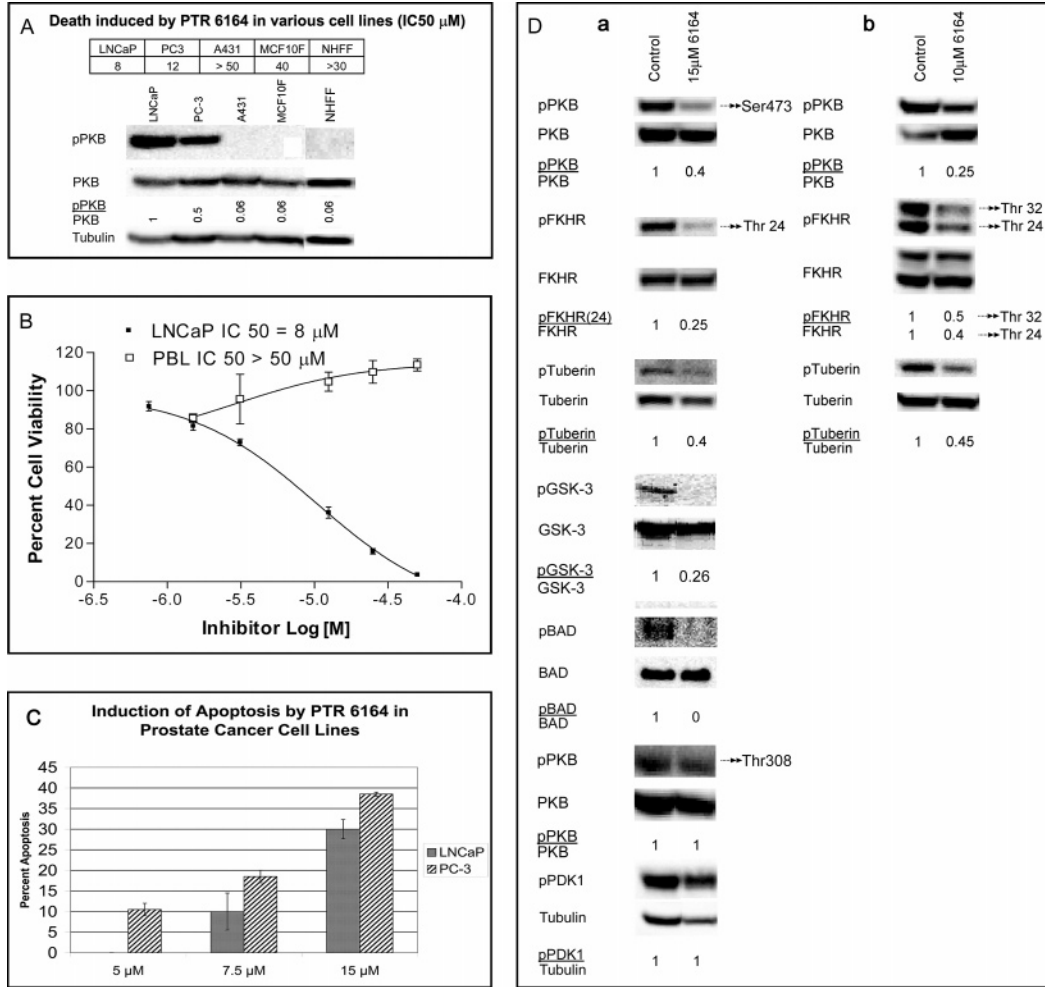 A
Death induced by PTR 6164 in various cell lines (IC50 µM)
LNCaP PC3 A431 MCF10F NHFF
8 12 > 50 40 >30
LNCaP PC-3 A431 MCF10F NHFF
pPKB
PKB
pPKB
PKB
1 0.5 0.06 0.06 0.06
Tubulin
B
LNCaP IC 50 = 8 µM
PBL IC 50 > 50 µM
Percent Cell Viability
120
100
80
60
40
20
0
-6.5 -6.0 -5.5 -5.0 -4.5 -4.0
Inhibitor Log [M]
C
Induction of Apoptosis by PTR 6164 in
Prostate Cancer Cell Lines
Percent Apoptosis
45
40
35
30
25
20
15
10
5
0
5 µM 7.5 µM 15 µM
LNCaP
PC-3
D
a
Control 15µM 6164
pPKB Ser473
PKB
pPKB
PKB
1 0.4
pFKHR Thr 24
FKHR
pFKHR(24)
FKHR
1 0.25
pTuberin
Tuberin
pTuberin
Tuberin
1 0.4
pGSK-3
GSK-3
pGSK-3
GSK-3
1 0.26
pBAD
BAD
pBAD
BAD
1 0
pPKB Thr308
PKB
pPKB
PKB
1 1
pPDK1
Tubulin
pPDK1
Tubulin
1 1
b
Control 10µM 6164
pPKB
PKB
pPKB
PKB
1 0.25
pFKHR
Thr 32
Thr 24
FKHR
pFKHR
FKHR
1 0.5 Thr 32
1 0.4 Thr 24
pTuberin
Tuberin
pTuberin
Tuberin
1 0.45